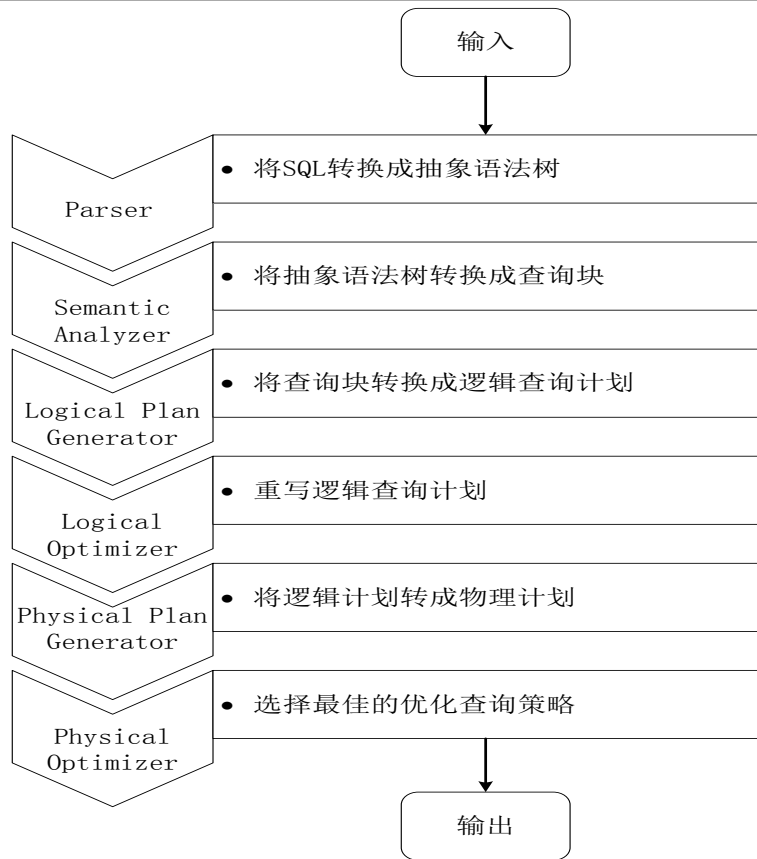 输入
• 将SQL转换成抽象语法树
Parser
• 将抽象语法树转换成查询块
Semantic
Analyzer
• 将查询块转换成逻辑查询计划
Logical Plan
Generator
• 重写逻辑查询计划
Logical
Optimizer
• 将逻辑计划转成物理计划
Physical Plan
Generator
• 选择最佳的优化查询策略
Physical
Optimizer
输出